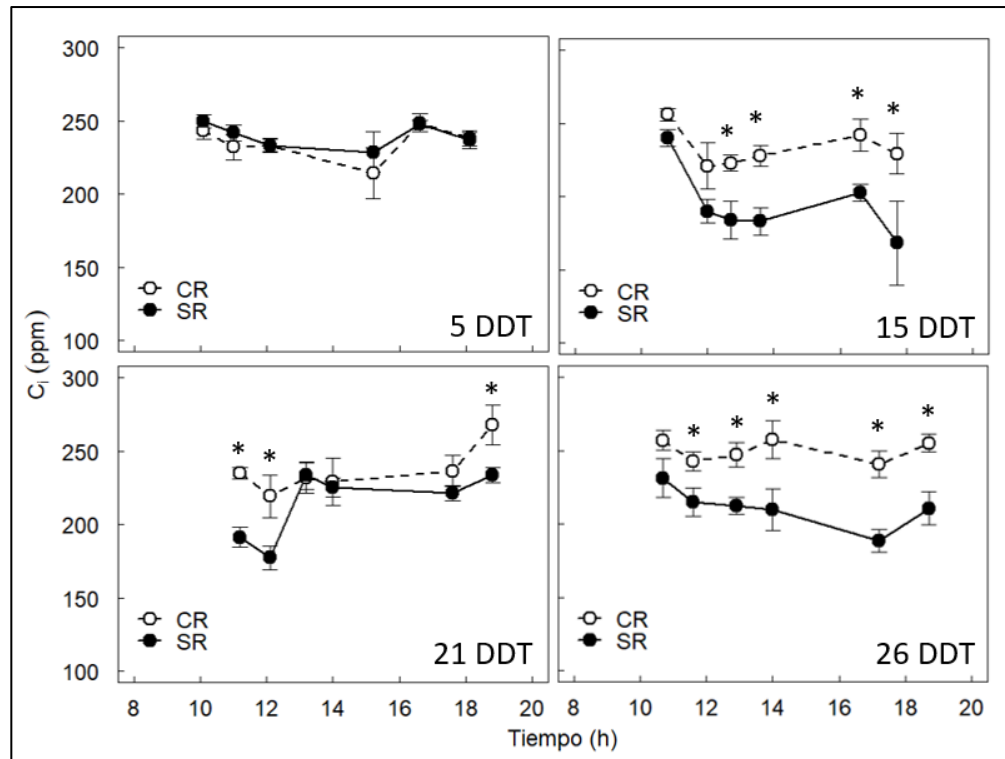 300
250
200
150
100
CR
SR
5 DDT
* * * *
CR
SR
15 DDT
Cᵢ (ppm)
300
250
200
150
100
* * *
CR
SR
21 DDT
* * * * *
CR
SR
26 DDT
8 10 12 14 16 18 20
8 10 12 14 16 18 20
Tiempo (h)